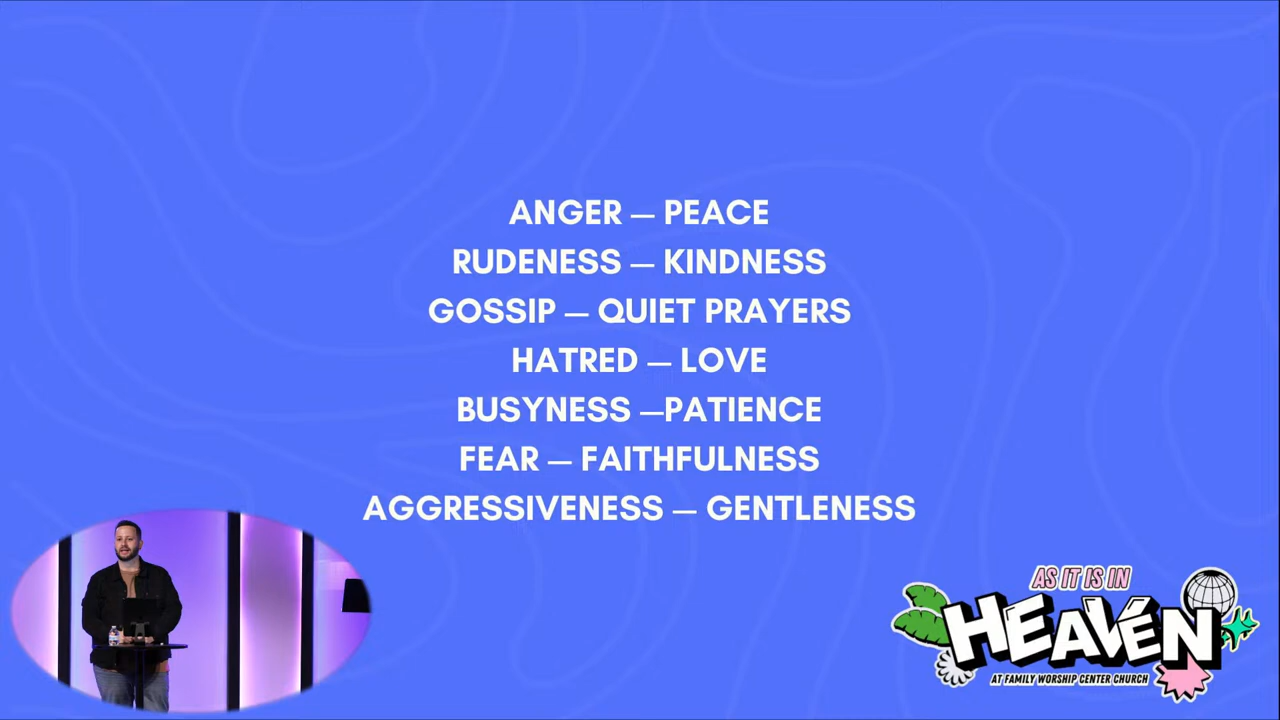 ANGER — PEACE
RUDENESS — KINDNESS
GOSSIP — QUIET PRAYERS
HATRED — LOVE
BUSYNESS —PATIENCE
FEAR — FAITHFULNESS
AGGRESSIVENESS — GENTLENESS
AS IT IS IN
HEAVEN
AT FAMILY WORSHIP CENTER CHURCH